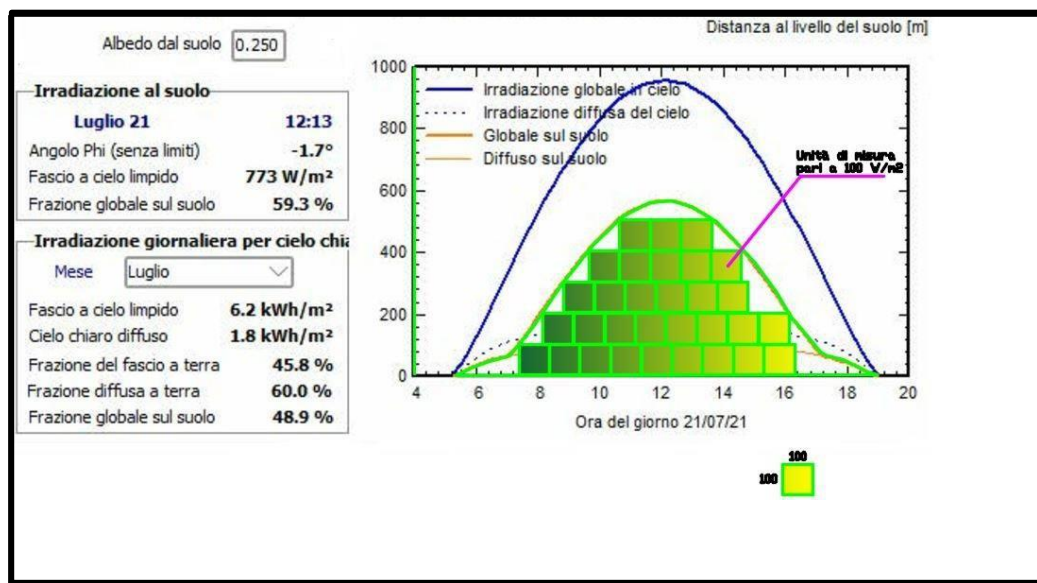 Distanza al livello del suolo [m]
Albedo dal suolo 0.250
Irradiazione al suolo
Luglio 21 12:13
Angolo Phi (senza limiti) -1.7°
Fascio a cielo limpido 773 W/m²
Frazione globale sul suolo 59.3 %
Irradiazione giornaliera per cielo chia
Mese Luglio
Fascio a cielo limpido 6.2 kWh/m²
Cielo chiaro diffuso 1.8 kWh/m²
Frazione del fascio a terra 45.8 %
Frazione diffusa a terra 60.0 %
Frazione globale sul suolo 48.9 %
1000
800
600
400
200
0
Irradiazione globale in cielo
Irradiazione diffusa del cielo
Globale sul suolo
Diffuso sul suolo
Unità di misura
pari a 100 V/m2
4 6 8 10 12 14 16 18 20
Ora del giorno 21/07/21
100
100